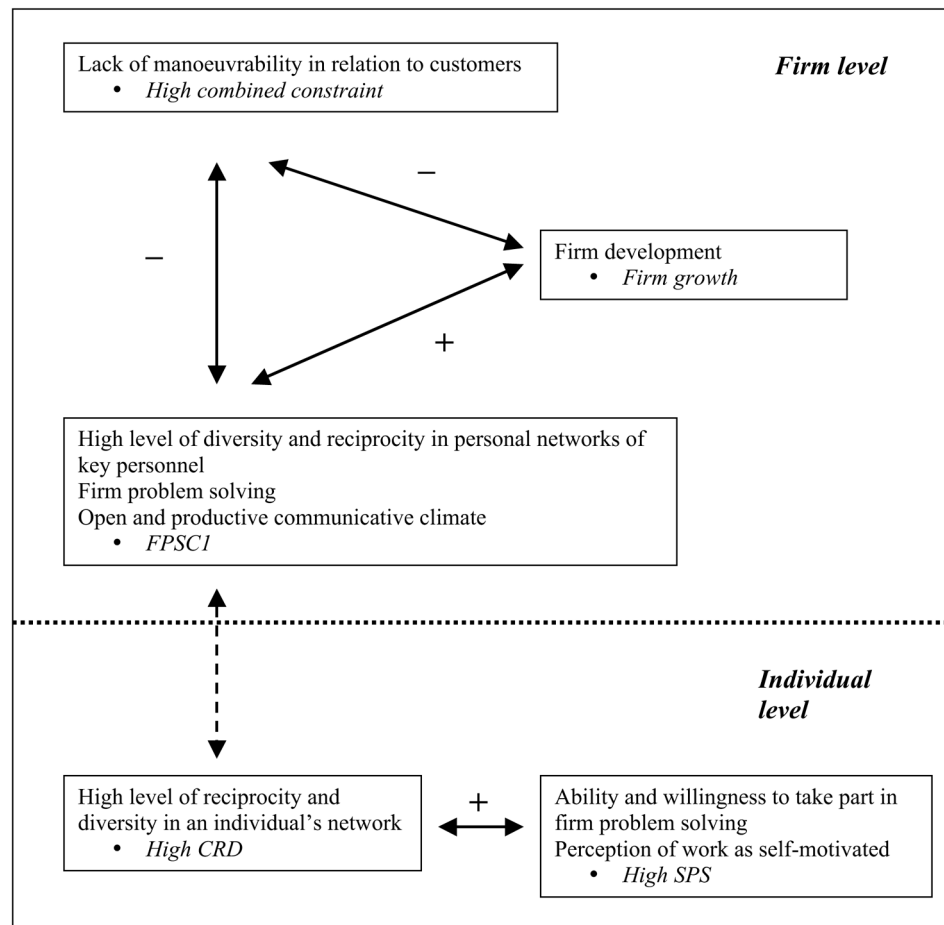 Lack of manoeuvrability in relation to customers
• High combined constraint
Firm level
−
−
Firm development
• Firm growth
+
High level of diversity and reciprocity in personal networks of
key personnel
Firm problem solving
Open and productive communicative climate
• FPSC1
Individual
level
High level of reciprocity and
diversity in an individual’s network
• High CRD
+
Ability and willingness to take part in
firm problem solving
Perception of work as self-motivated
• High SPS